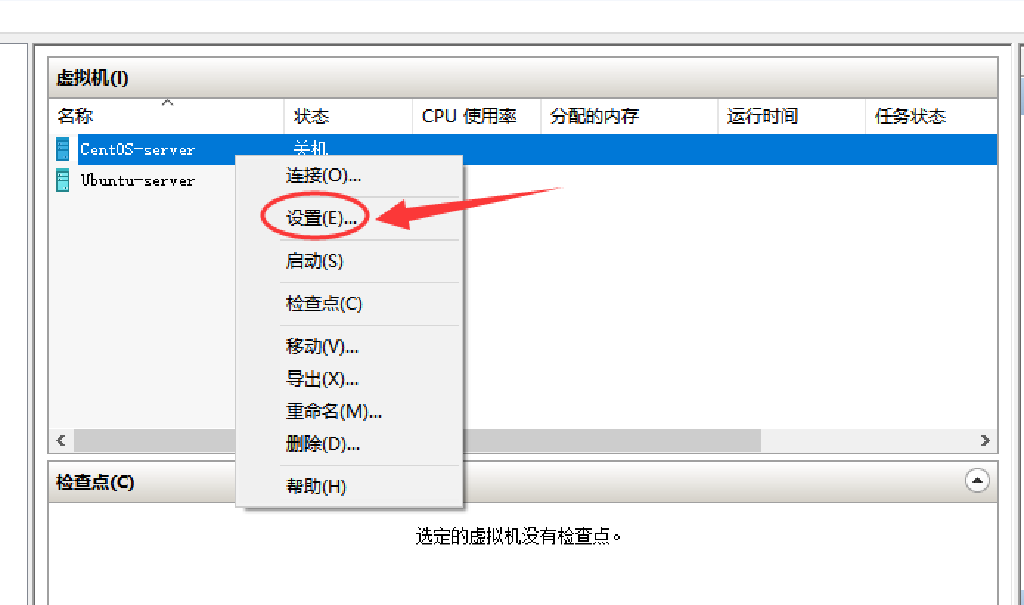 虚拟机(I)
名称 状态 CPU 使用率 分配的内存 运行时间 任务状态
CentOS-server 关机
Ubuntu-server
连接(O)...
设置(E)...
启动(S)
检查点(C)
移动(V)...
导出(X)...
重命名(M)...
删除(D)...
帮助(H)
检查点(C)
选定的虚拟机没有检查点。